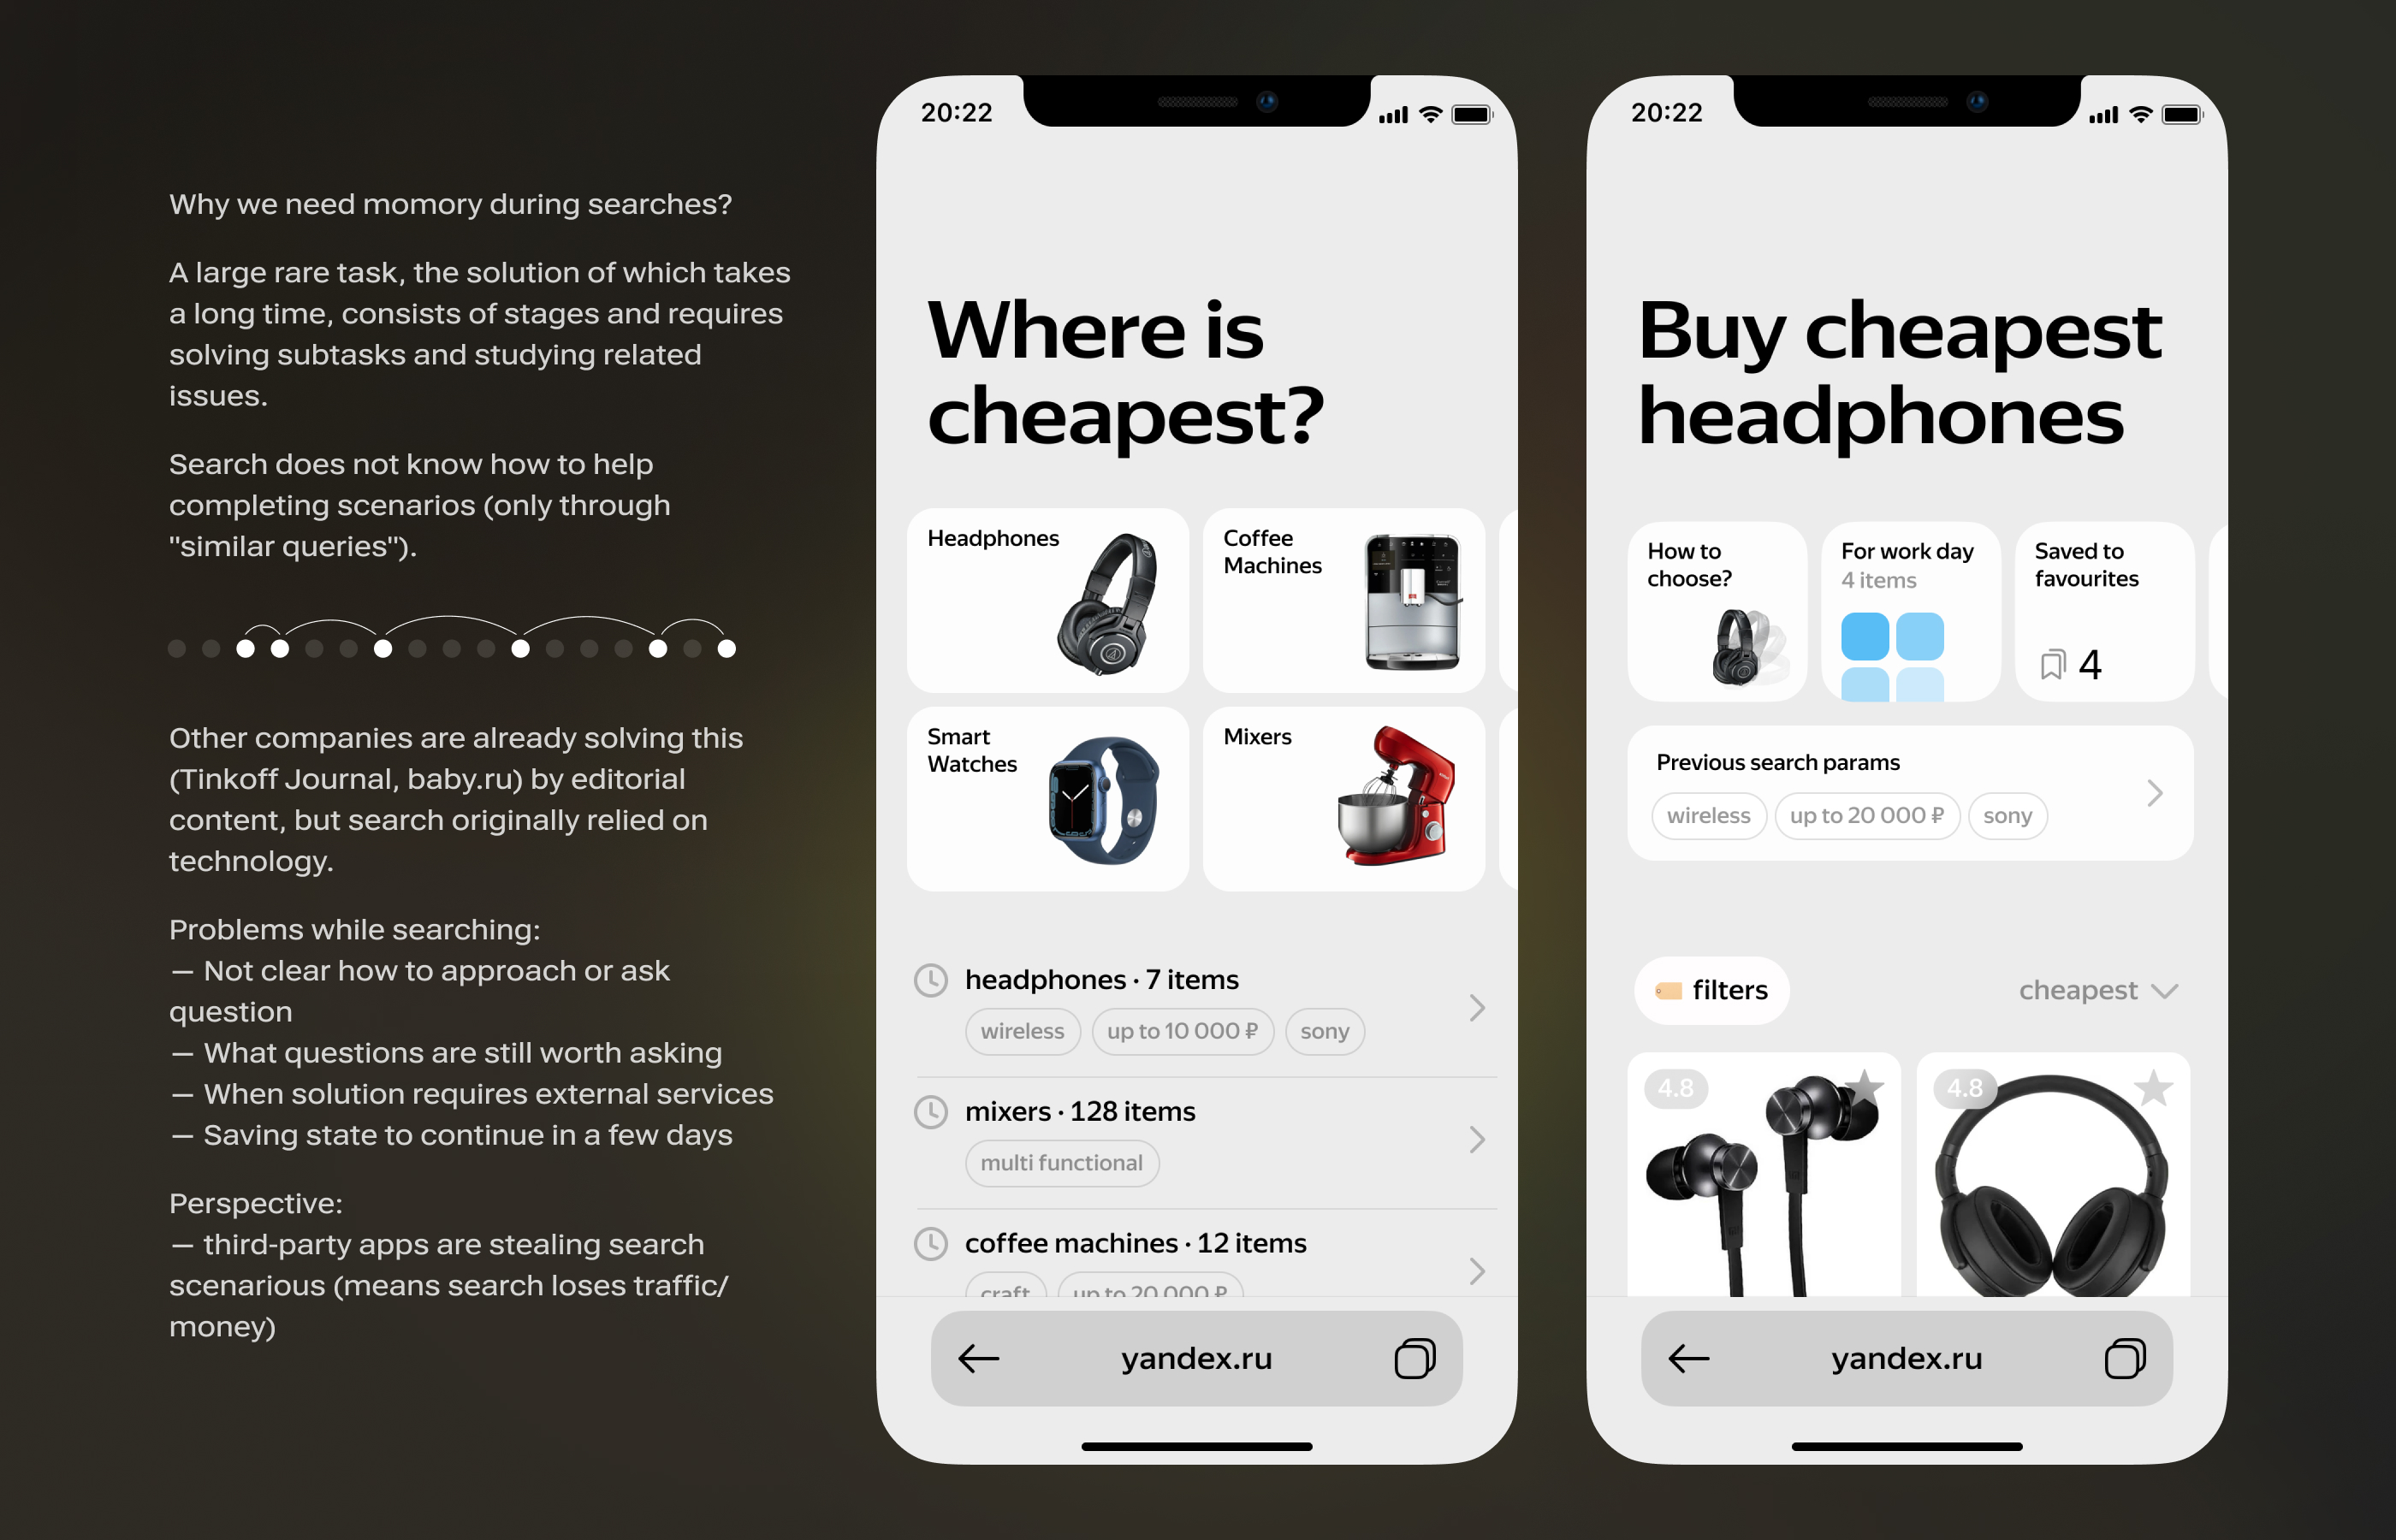 Why we need momory during searches?
A large rare task, the solution of which takes
a long time, consists of stages and requires
solving subtasks and studying related
issues.
Search does not know how to help
completing scenarios (only through
"similar queries").
Other companies are already solving this
(Tinkoff Journal, baby.ru) by editorial
content, but search originally relied on
technology.
Problems while searching:
— Not clear how to approach or ask
question
— What questions are still worth asking
— When solution requires external services
— Saving state to continue in a few days
Perspective:
— third-party apps are stealing search
scenarious (means search loses traffic/
money)
20:22
Where is
cheapest?
Headphones
Coffee
Machines
Smart
Watches
Mixers
headphones · 7 items
wireless
up to 10 000 ₽
sony
mixers · 128 items
multi functional
coffee machines · 12 items
craft
up to 20 000 ₽
yandex.ru
20:22
Buy cheapest
headphones
How to
choose?
For work day
4 items
Saved to
favourites
4
Previous search params
wireless
up to 20 000 ₽
sony
filters
cheapest
4.8
4.8
yandex.ru